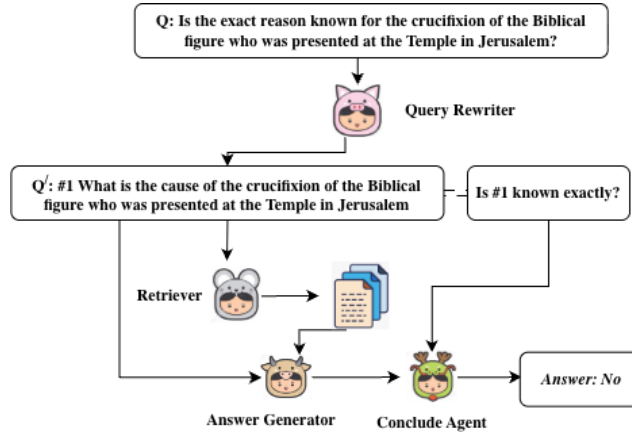 Q: Is the exact reason known for the crucifixion of the Biblical
figure who was presented at the Temple in Jerusalem?
Query Rewriter
Q/: #1 What is the cause of the crucifixion of the Biblical
figure who was presented at the Temple in Jerusalem
Is #1 known exactly?
Retriever
Answer: No
Answer Generator
Conclude Agent